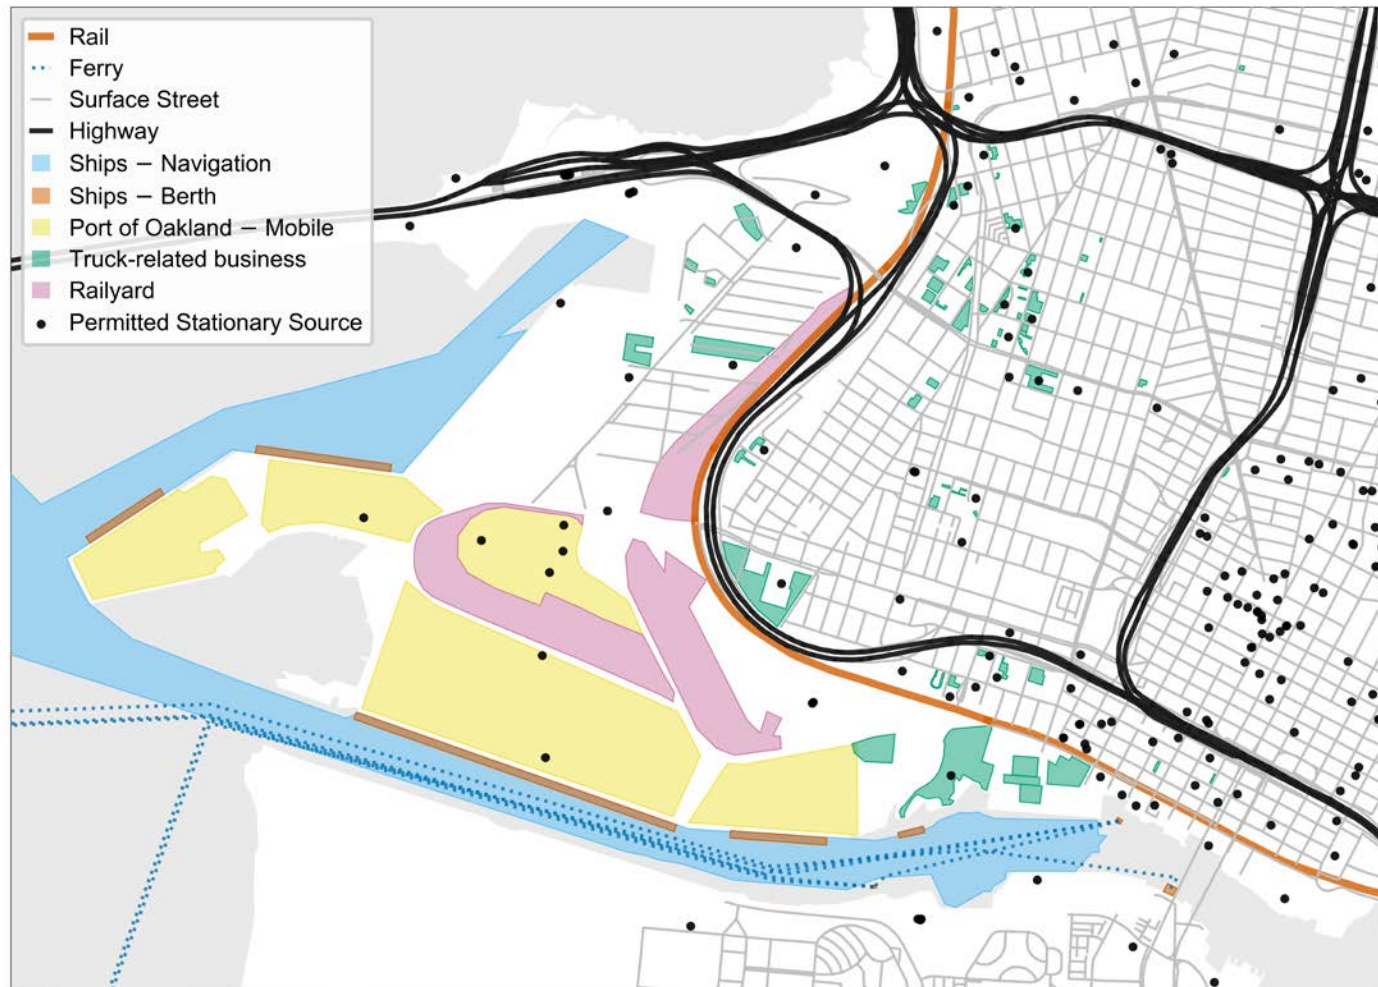 Rail
Ferry
Surface Street
Highway
Ships – Navigation
Ships – Berth
Port of Oakland – Mobile
Truck-related business
Railyard
Permitted Stationary Source